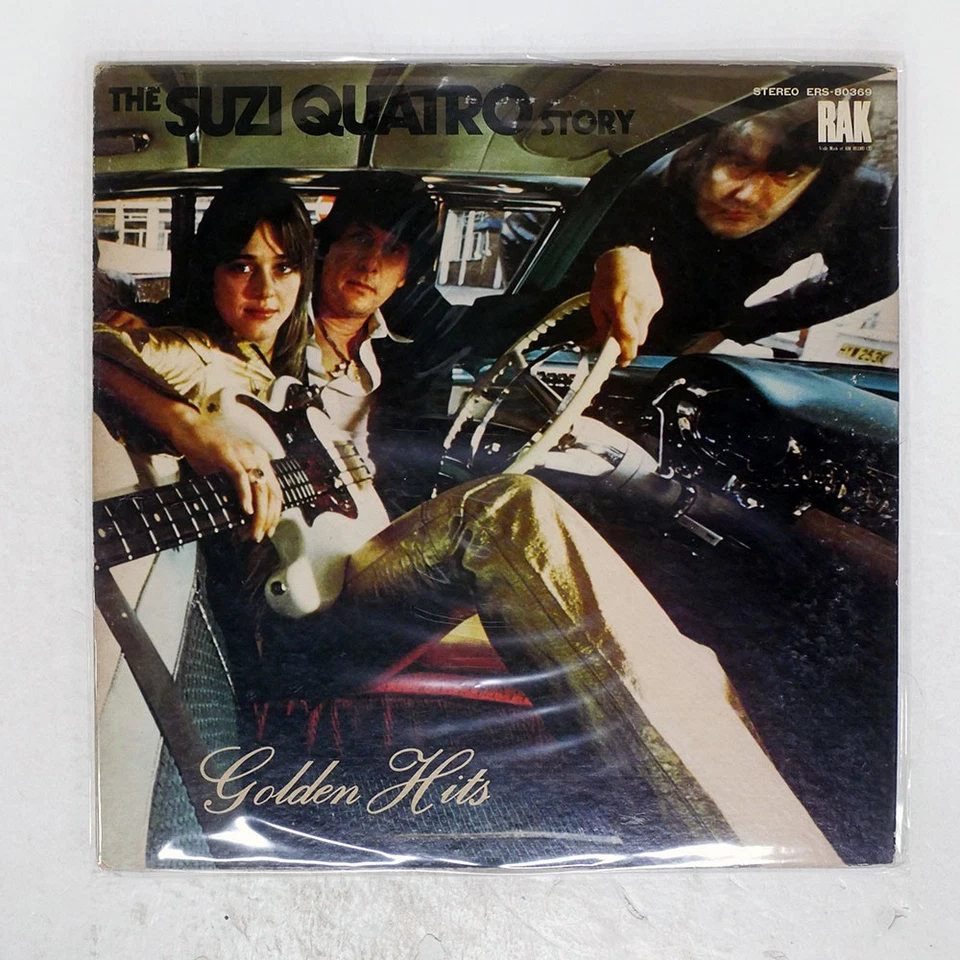 THE SUZI QUATRO STORY
STEREO ERS-80369
RAK
Golden Hits